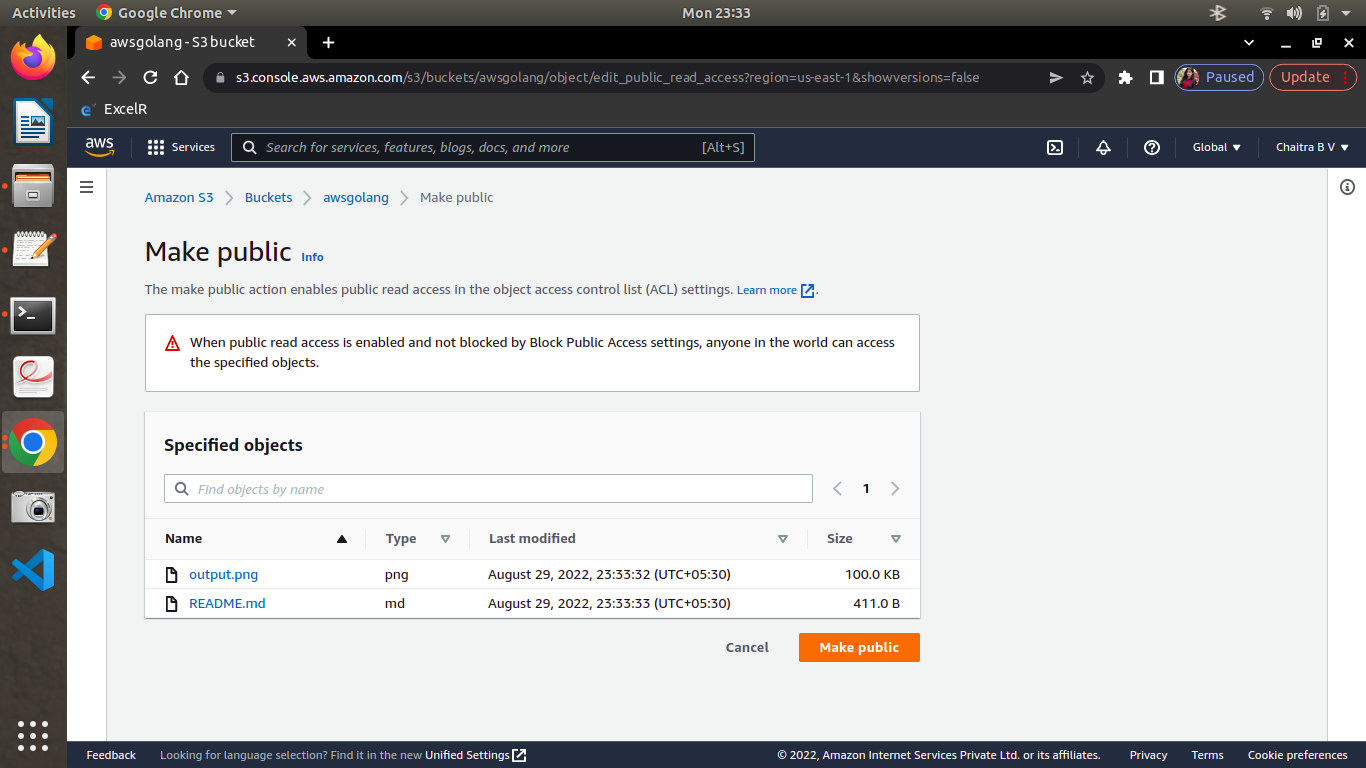 Activities Google Chrome Mon 23:33
awsgolang - S3 bucket
s3.console.aws.amazon.com/s3/buckets/awsgolang/object/edit_public_read_access?region=us-east-1&showversions=false Paused Update
ExcelR
aws Services Search for services, features, blogs, docs, and more [Alt+S] Global Chaitra B V
Amazon S3 Buckets awsgolang Make public
Make public Info
The make public action enables public read access in the object access control list (ACL) settings. Learn more.
When public read access is enabled and not blocked by Block Public Access settings, anyone in the world can access
the specified objects.
Specified objects
Find objects by name 1
Name Type Last modified Size
output.png png August 29, 2022, 23:33:32 (UTC+05:30) 100.0 KB
README.md md August 29, 2022, 23:33:33 (UTC+05:30) 411.0 B
Cancel Make public
Feedback Looking for language selection? Find it in the new Unified Settings © 2022, Amazon Internet Services Private Ltd. or its affiliates. Privacy Terms Cookie preferences